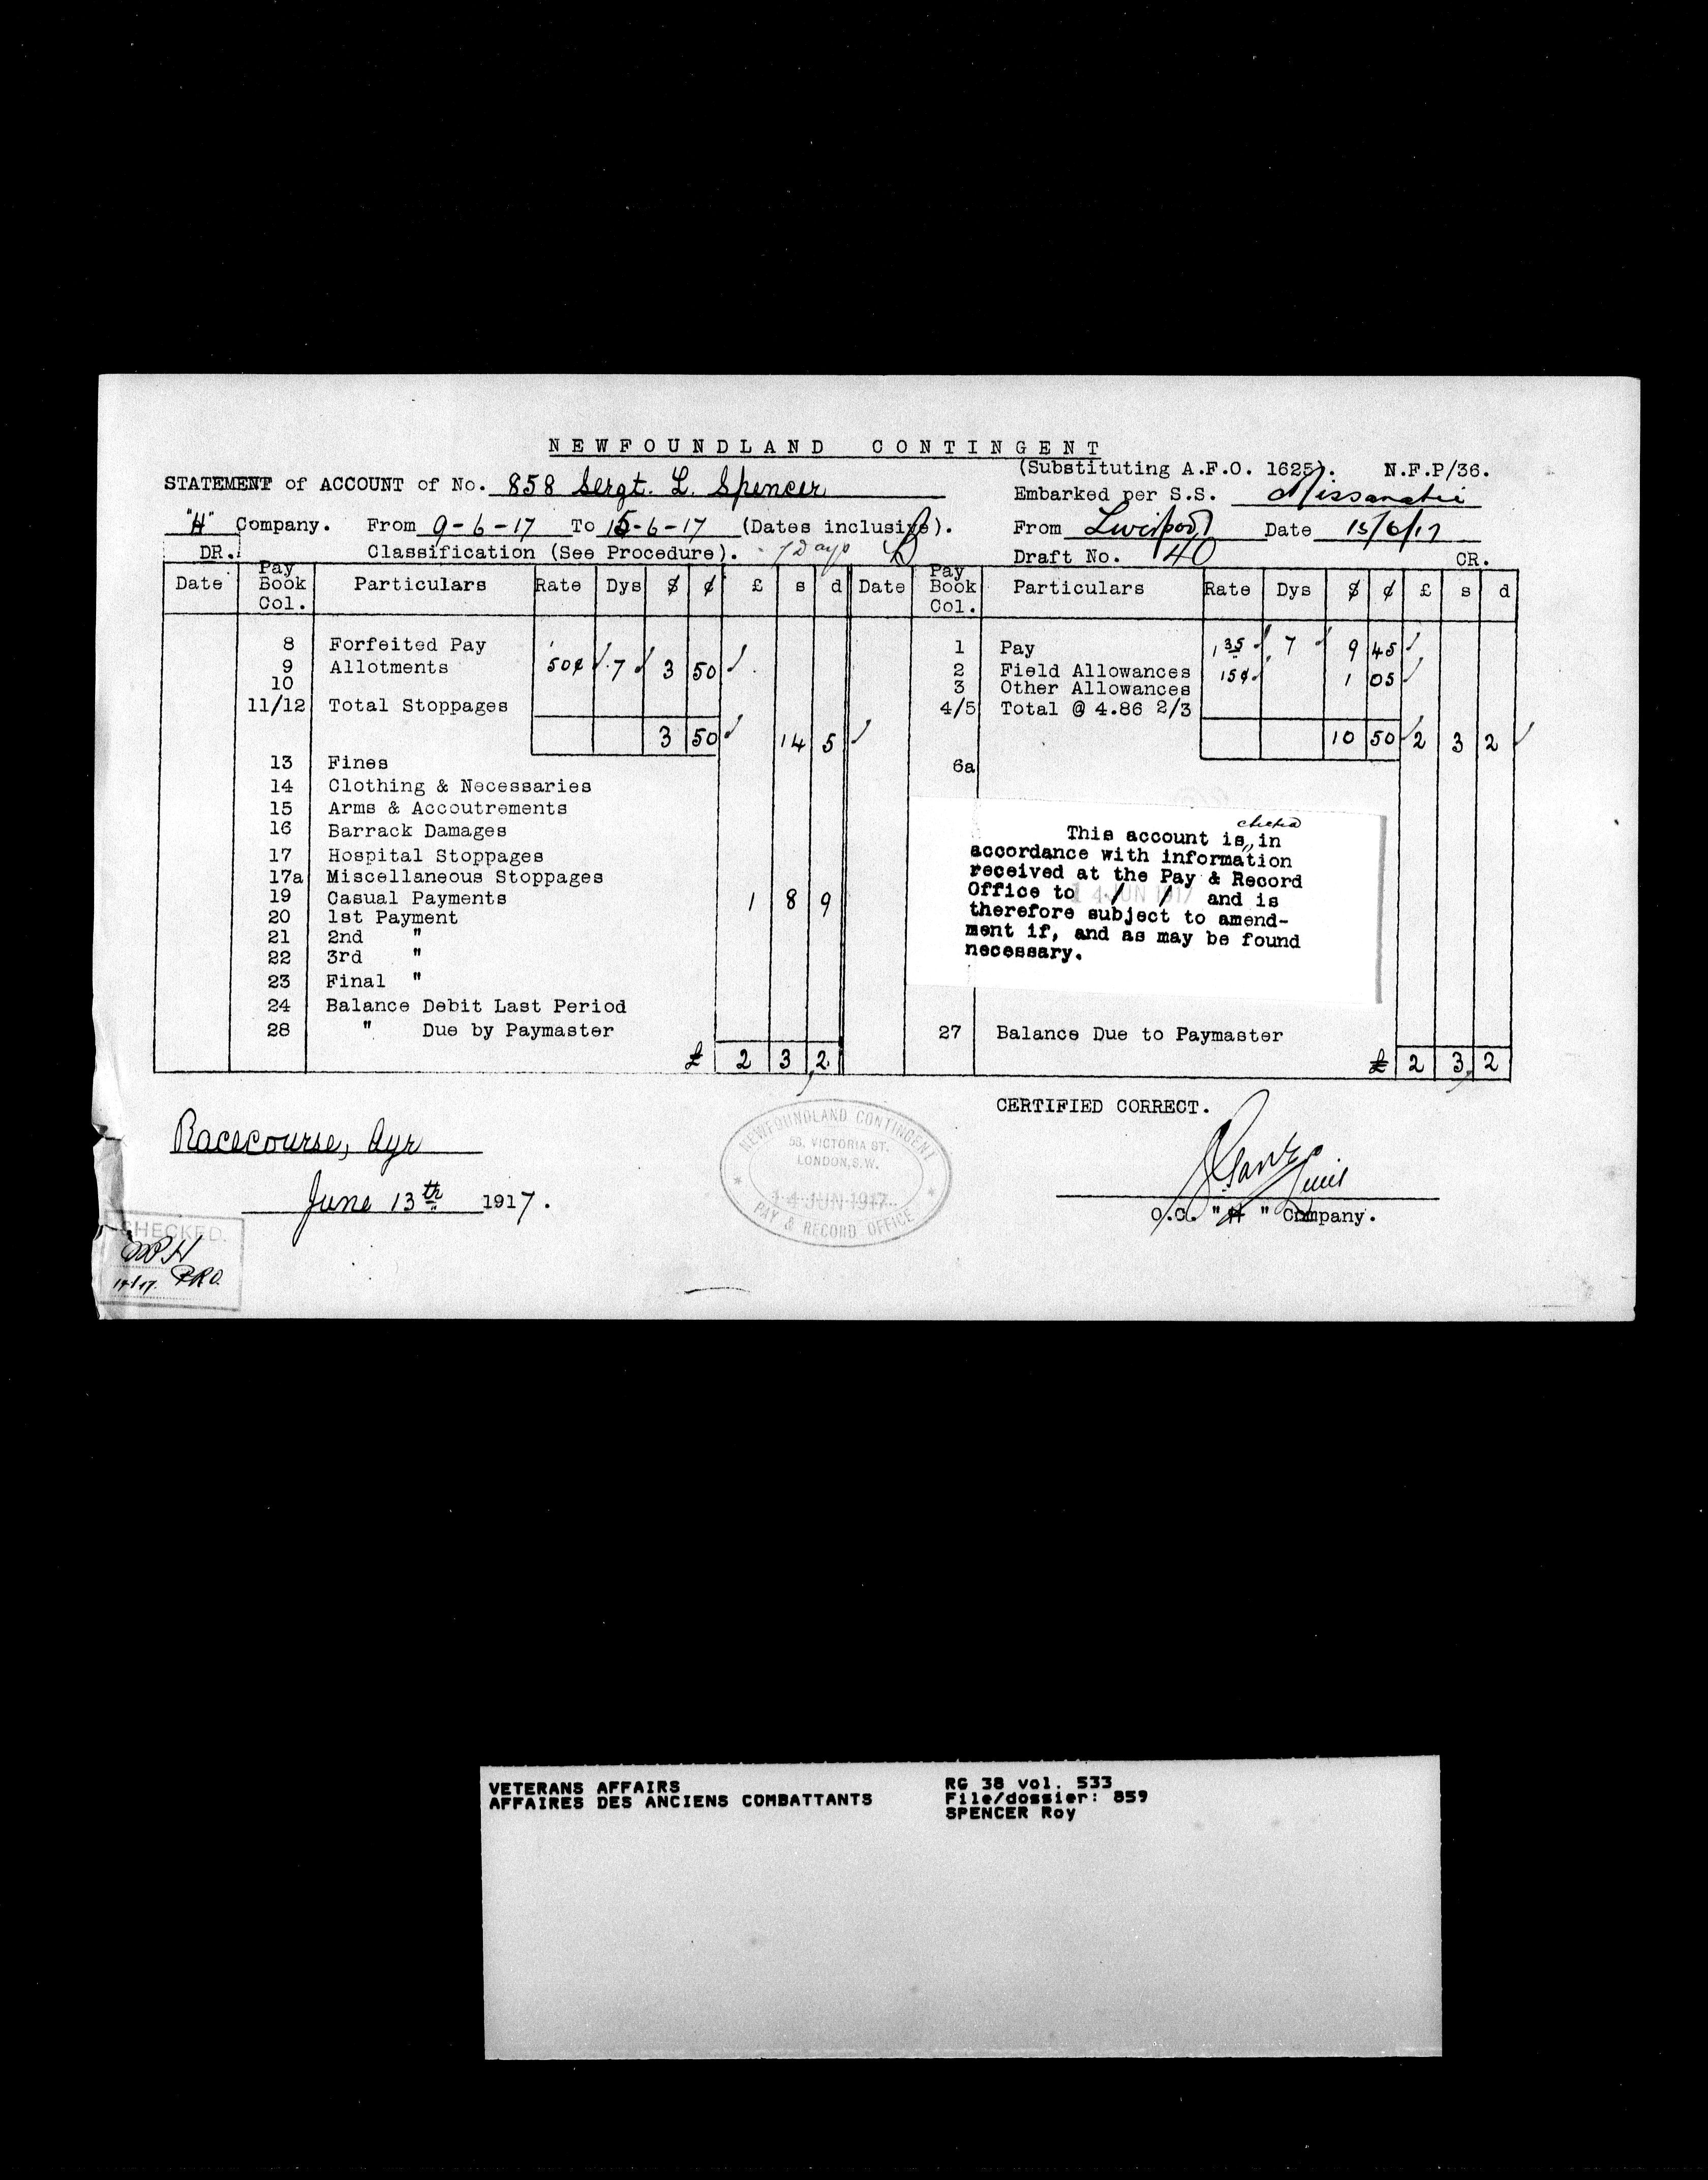 NEWFOUNDLAND CONTINGENT
(Substituting A.F.O. 1625). N.F.P/36.
STATEMENT of ACCOUNT of No. 858 Sergt. L. Spencer
Embarked per S.S. Missanabie
"H" Company. From 9-6-17 To 15-6-17 (Dates inclusive).
From Liverpool Date 15/6/17
DR. Classification (See Procedure). 7 Days
Draft No. 40 CR.
Date Pay Book Col. Particulars Rate Dys $ ¢ £ s d Date Pay Book Col. Particulars Rate Dys $ ¢ £ s d
8 Forfeited Pay
1 Pay 1.35 7 9 45
9 Allotments 50¢ 7 3 50
2 Field Allowances 15¢ 1 05
10
3 Other Allowances
11/12 Total Stoppages
4/5 Total @ 4.86 2/3
3 50 14 5
10 50 2 3 2
13 Fines
6a
14 Clothing & Necessaries
15 Arms & Accoutrements
16 Barrack Damages
17 Hospital Stoppages
17a Miscellaneous Stoppages
19 Casual Payments 1 8 9
20 1st Payment
21 2nd "
22 3rd "
23 Final "
24 Balance Debit Last Period
28 " Due by Paymaster
£ 2 3 2
checked
This account is in
accordance with information
received at the Pay & Record
Office to 14 JUN 1917 and is
therefore subject to amend-
ment if, and as may be found
necessary.
27 Balance Due to Paymaster
£ 2 3 2
CERTIFIED CORRECT.
Racecourse, Ayr
June 13th 1917.
NEWFOUNDLAND CONTINGENT
58, VICTORIA ST.
LONDON, S.W.
14 JUN 1917
PAY & RECORD OFFICE
O.C. "H" Company.
CHECKED.
P.R.O.
VETERANS AFFAIRS
AFFAIRES DES ANCIENS COMBATTANTS
RG 38 vol. 533
File/dossier: 859
SPENCER Roy